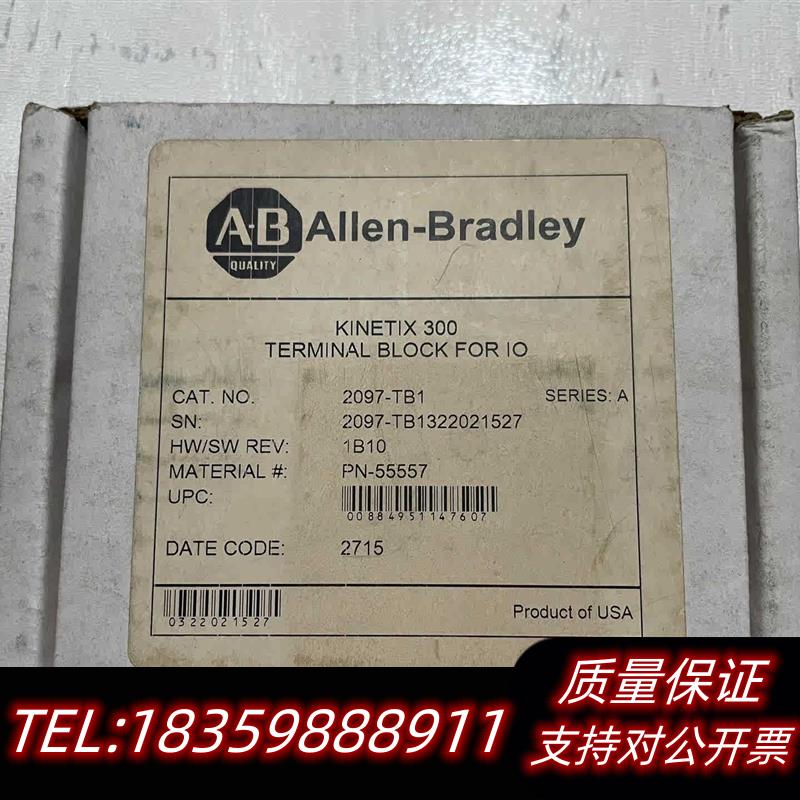 A-B
QUALITY
Allen-Bradley
KINETIX 300
TERMINAL BLOCK FOR IO
CAT. NO. 2097-TB1 SERIES: A
SN: 2097-TB1322021527
HW/SW REV: 1B10
MATERIAL #: PN-55557
UPC:
00884951147607
DATE CODE: 2715
0322021527
Product of USA
TEL:18359888911
质量保证
支持对公开票